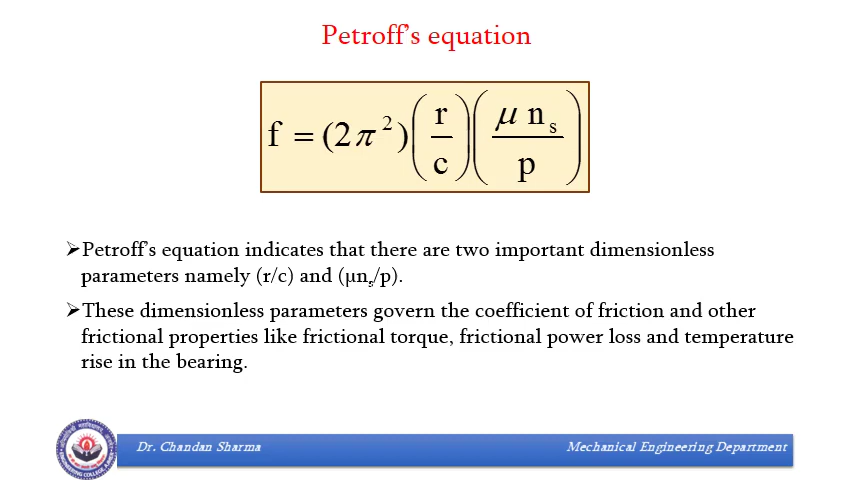 Petroff's equation
f = (2π²) (r/c) (μ nₛ/p)
➢Petroff's equation indicates that there are two important dimensionless
parameters namely (r/c) and (μnₛ/p).
➢These dimensionless parameters govern the coefficient of friction and other
frictional properties like frictional torque, frictional power loss and temperature
rise in the bearing.
Dr. Chandan Sharma
Mechanical Engineering Department